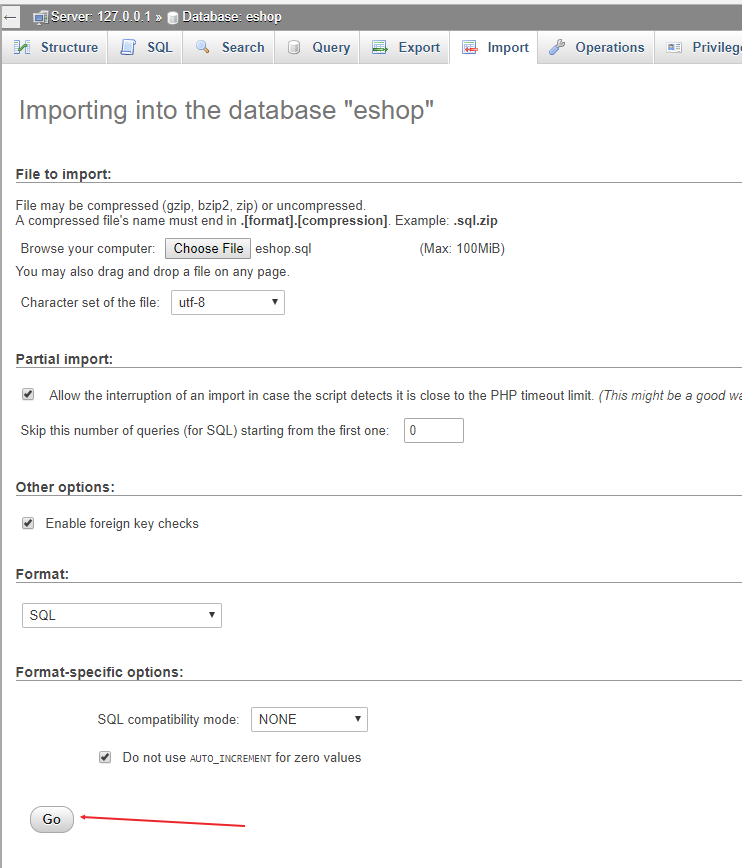 Server: 127.0.0.1 » Database: eshop
Structure SQL Search Query Export Import Operations
Importing into the database "eshop"
File to import:
File may be compressed (gzip, bzip2, zip) or uncompressed.
A compressed file's name must end in .[format].[compression]. Example: .sql.zip
Browse your computer: Choose File eshop.sql (Max: 100MiB)
You may also drag and drop a file on any page.
Character set of the file: utf-8
Partial import:
Allow the interruption of an import in case the script detects it is close to the PHP timeout limit. (This might be a good
Skip this number of queries (for SQL) starting from the first one: 0
Other options:
Enable foreign key checks
Format:
SQL
Format-specific options:
SQL compatibility mode: NONE
Do not use AUTO_INCREMENT for zero values
Go